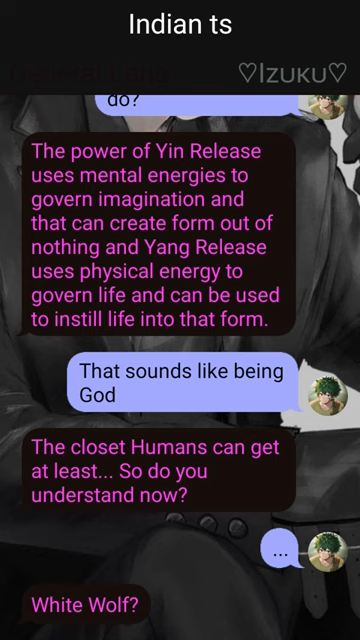 Indian ts
♡Izuku♡
do?
The power of Yin Release
uses mental energies to
govern imagination and
that can create form out of
nothing and Yang Release
uses physical energy to
govern life and can be used
to instill life into that form.
That sounds like being
God
The closet Humans can get
at least... So do you
understand now?
...
White Wolf?